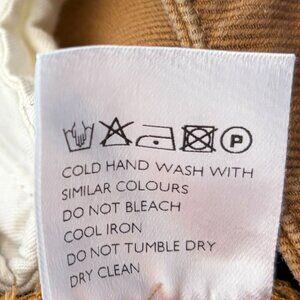 P
COLD HAND WASH WITH
SIMILAR COLOURS
DO NOT BLEACH
COOL IRON
DO NOT TUMBLE DRY
DRY CLEAN